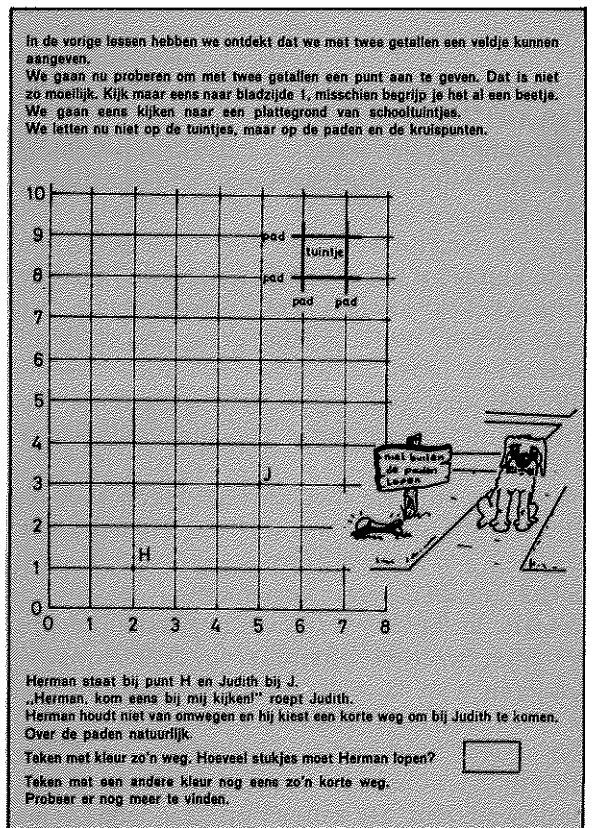 In de vorige lessen hebben we ontdekt dat we met twee getallen een veldje kunnen
aangeven.
We gaan nu proberen om met twee getallen een punt aan te geven. Dat is niet
zo moeilijk. Kijk maar eens naar bladzijde 1, misschien begrijp je het al een beetje.
We gaan eens kijken naar een plattegrond van schooltuintjes.
We letten nu niet op de tuintjes, maar op de paden en de kruispunten.
10
9
pad
tuintje
8
pad
pad pad
7
6
5
4
niet buiten
de paden
lopen
3
J
2
H
1
0
0 1 2 3 4 5 6 7 8
Herman staat bij punt H en Judith bij J.
„Herman, kom eens bij mij kijken!" roept Judith.
Herman houdt niet van omwegen en hij kiest een korte weg om bij Judith te komen.
Over de paden natuurlijk.
Teken met kleur zo'n weg. Hoeveel stukjes moet Herman lopen?
Teken met een andere kleur nog eens zo'n korte weg.
Probeer er nog meer te vinden.